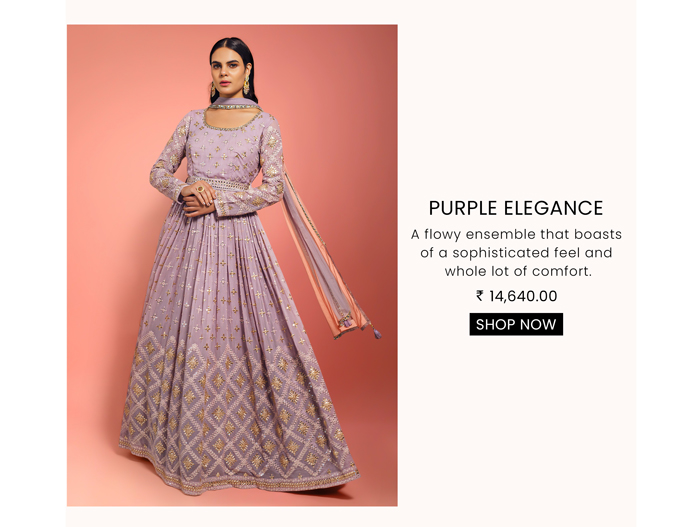 PURPLE ELEGANCE
A flowy ensemble that boasts
of a sophisticated feel and
whole lot of comfort.
₹ 14,640.00
SHOP NOW